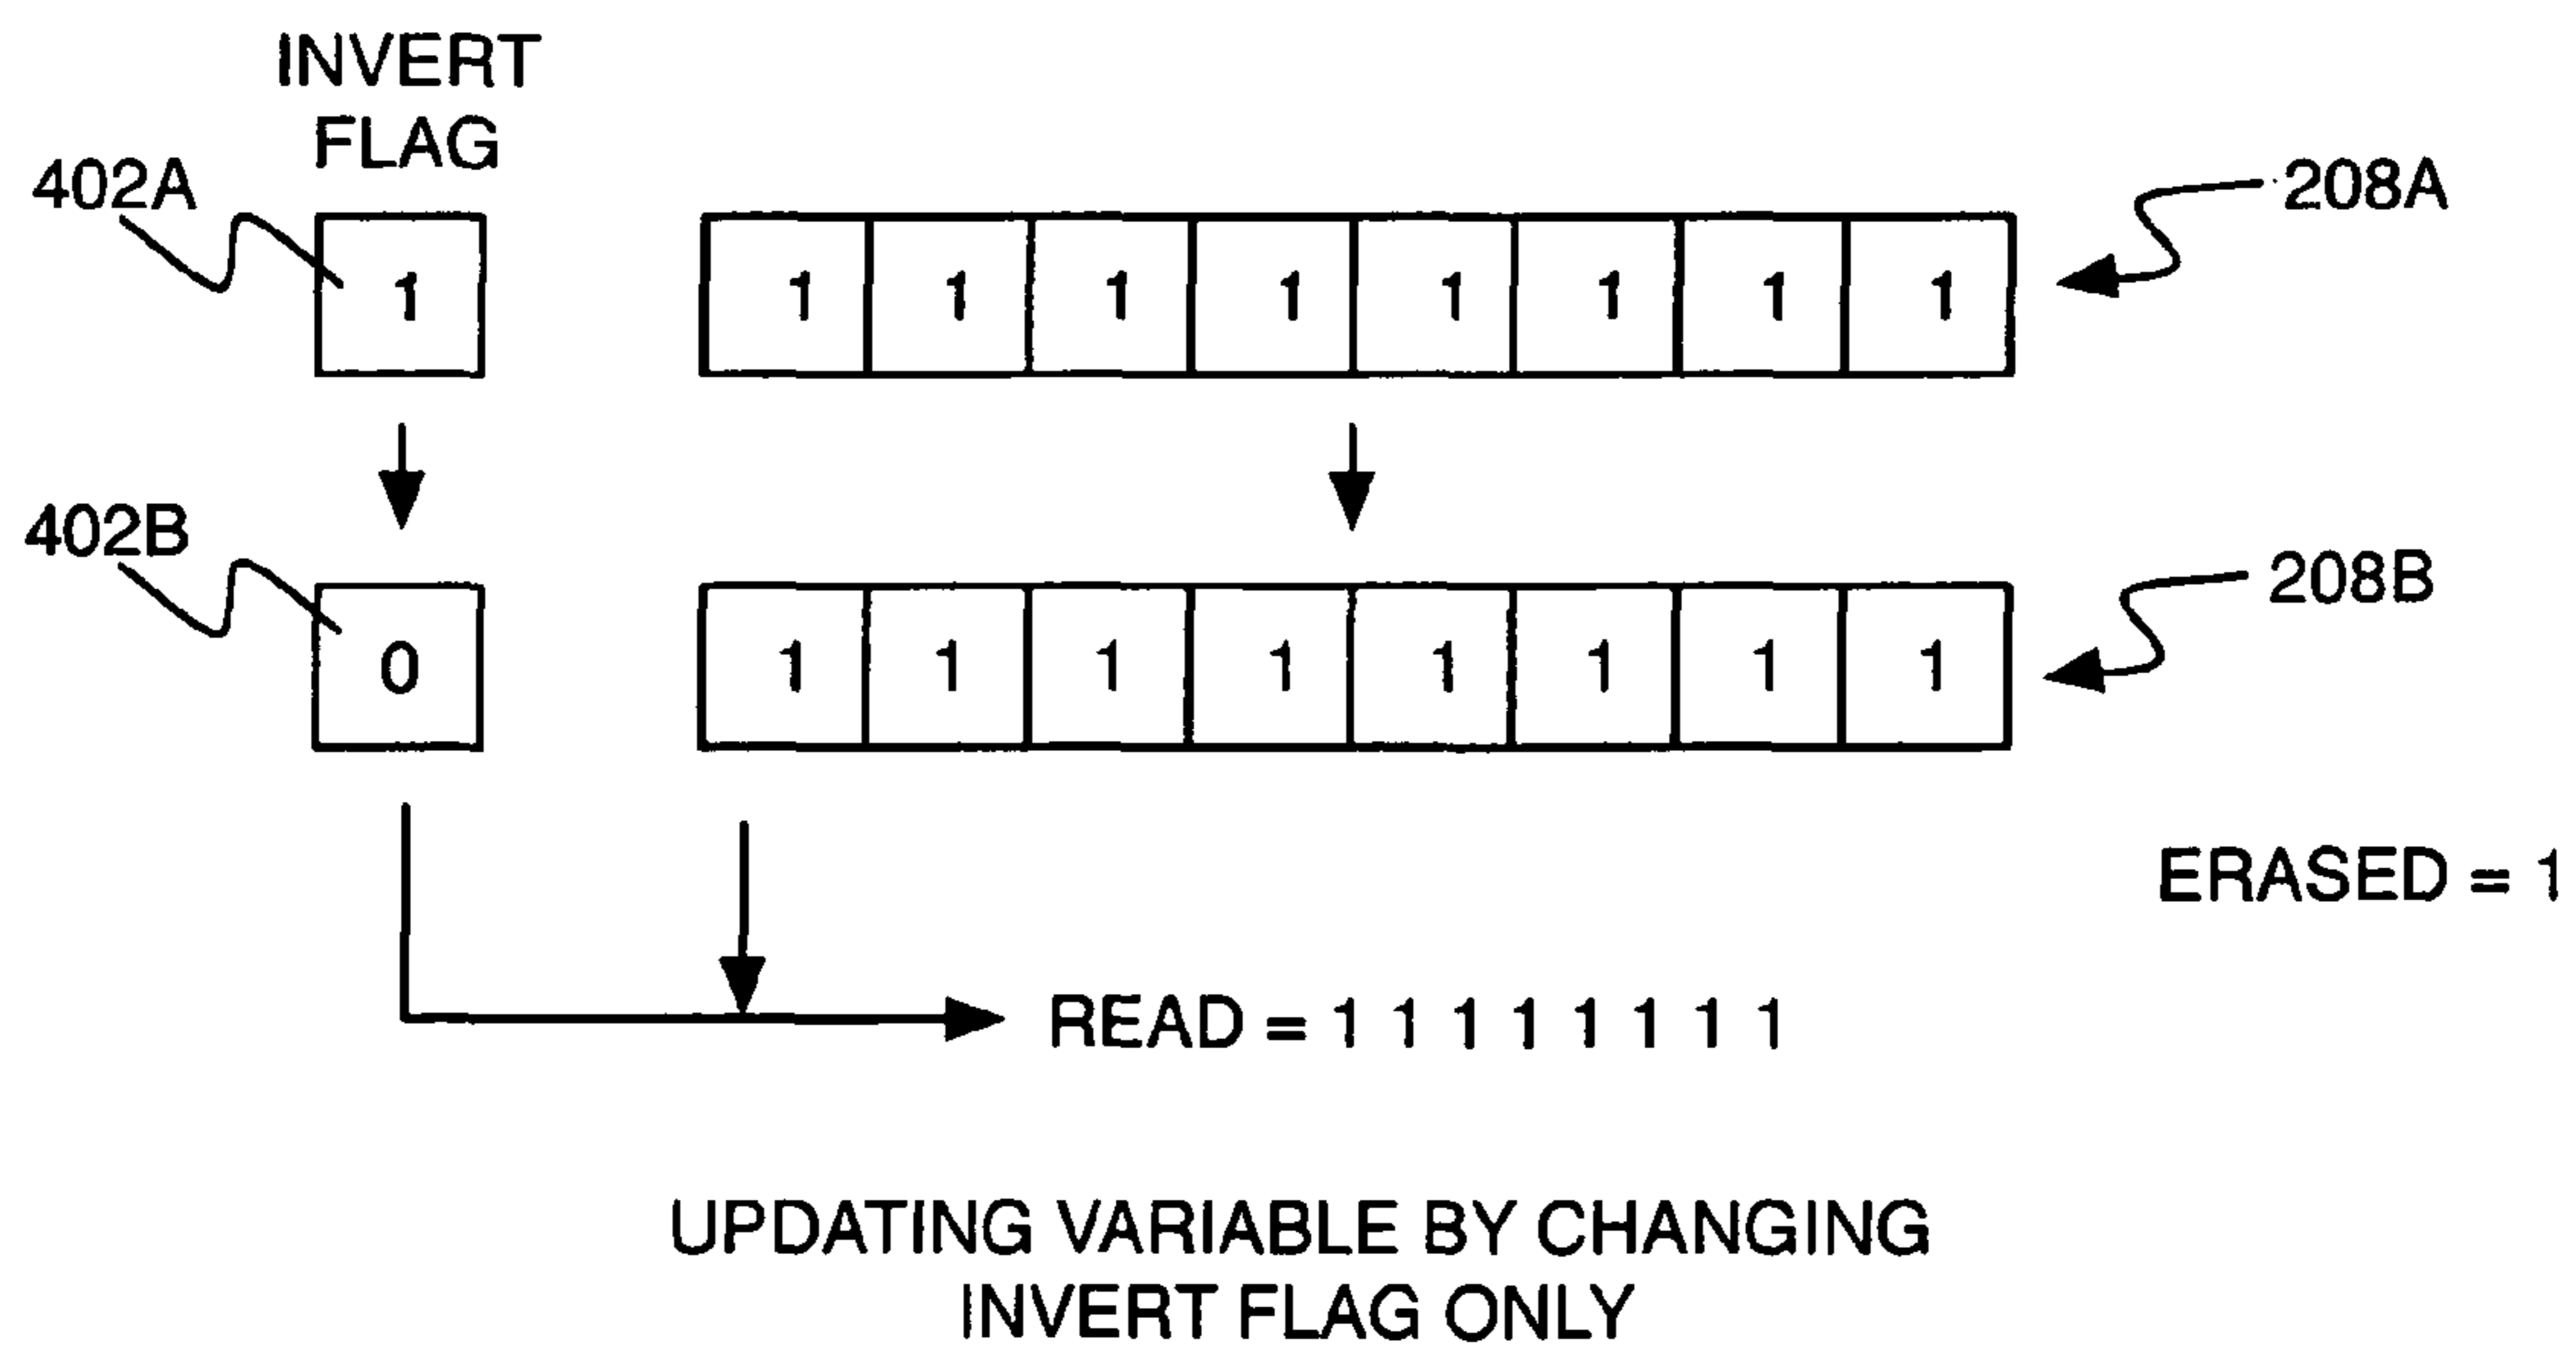 INVERT
FLAG
402A
208A
1 1 1 1 1 1 1 1 1
402B
208B
0 1 1 1 1 1 1 1 1
ERASED = 1
READ = 1 1 1 1 1 1 1 1
UPDATING VARIABLE BY CHANGING
INVERT FLAG ONLY